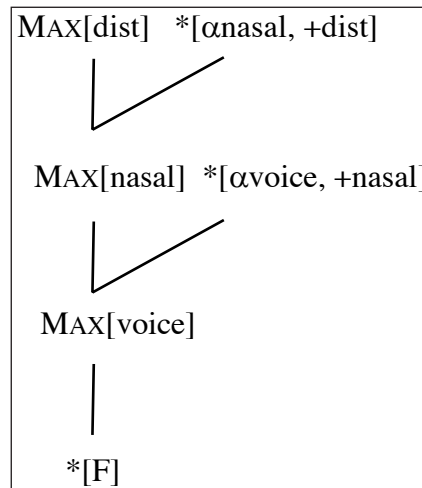 MAX[dist] *[αnasal, +dist]
MAX[nasal] *[αvoice, +nasal]
MAX[voice]
*[F]